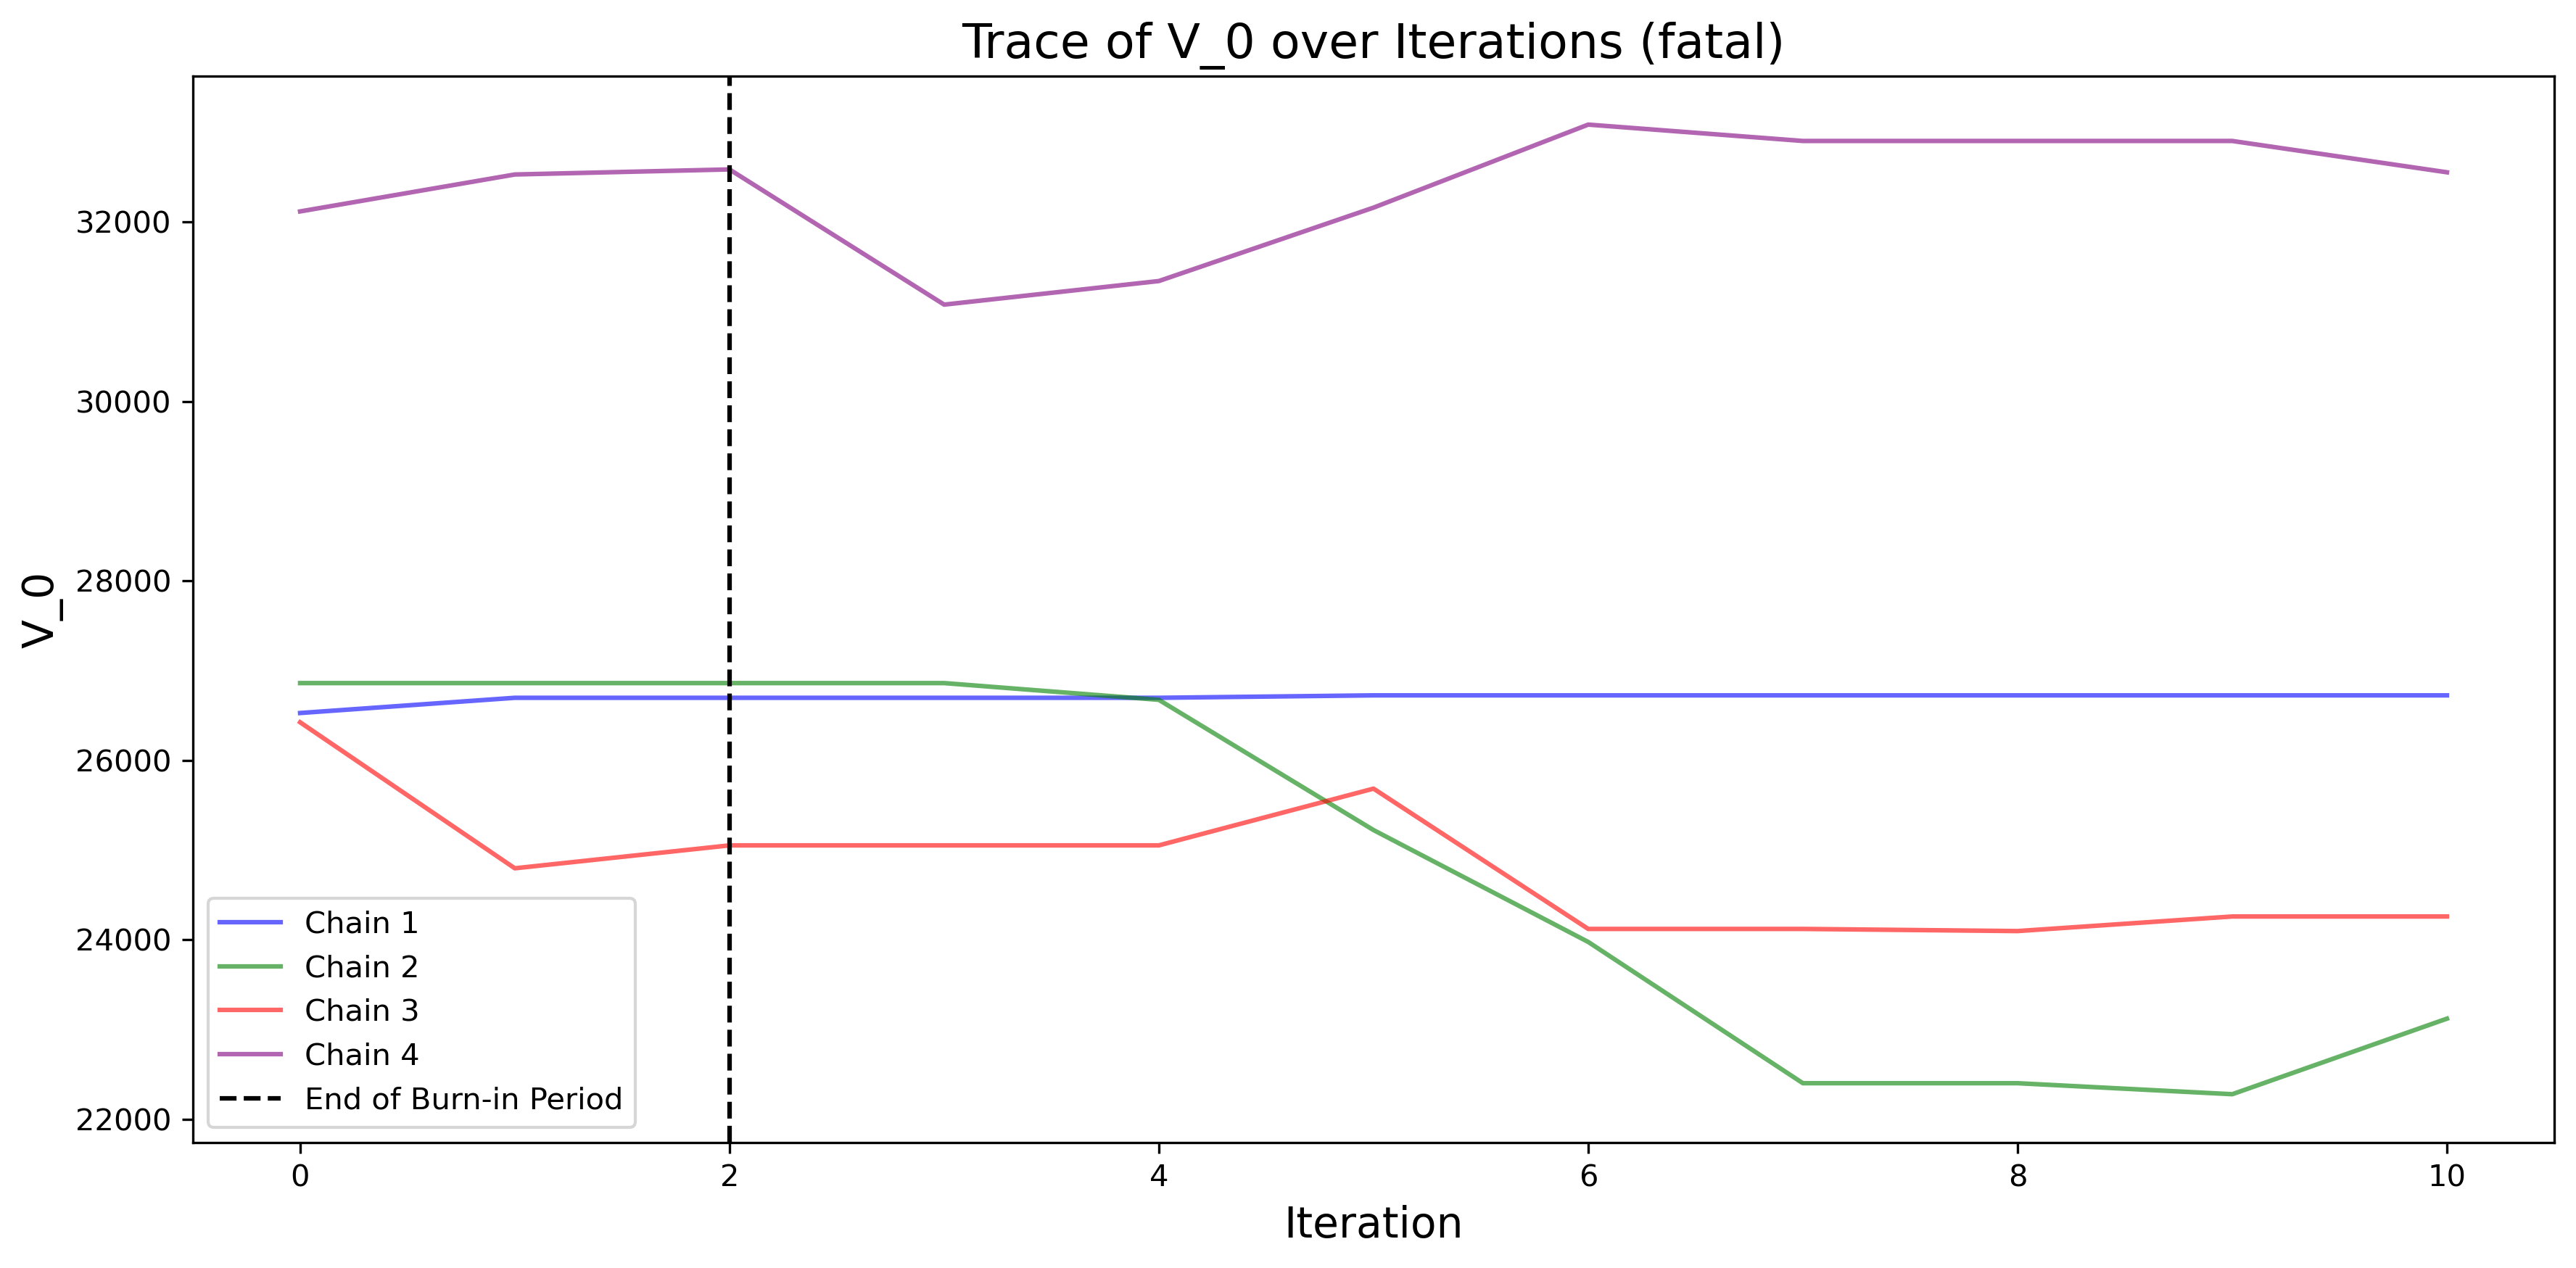 Trace of V_0 over Iterations (fatal)
V_0
32000
30000
28000
26000
24000
22000
Chain 1
Chain 2
Chain 3
Chain 4
End of Burn-in Period
0 2 4 6 8 10
Iteration